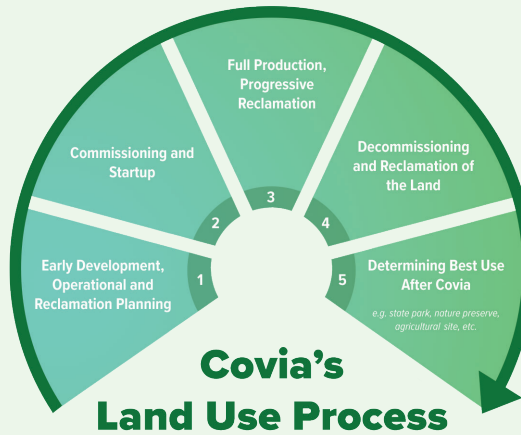 1
Early Development,
Operational and
Reclamation Planning
2
Commissioning and
Startup
3
Full Production,
Progressive
Reclamation
4
Decommissioning
and Reclamation of
the Land
5
Determining Best Use
After Covia
e.g. state park, nature preserve,
agricultural site, etc.
Covia's
Land Use Process